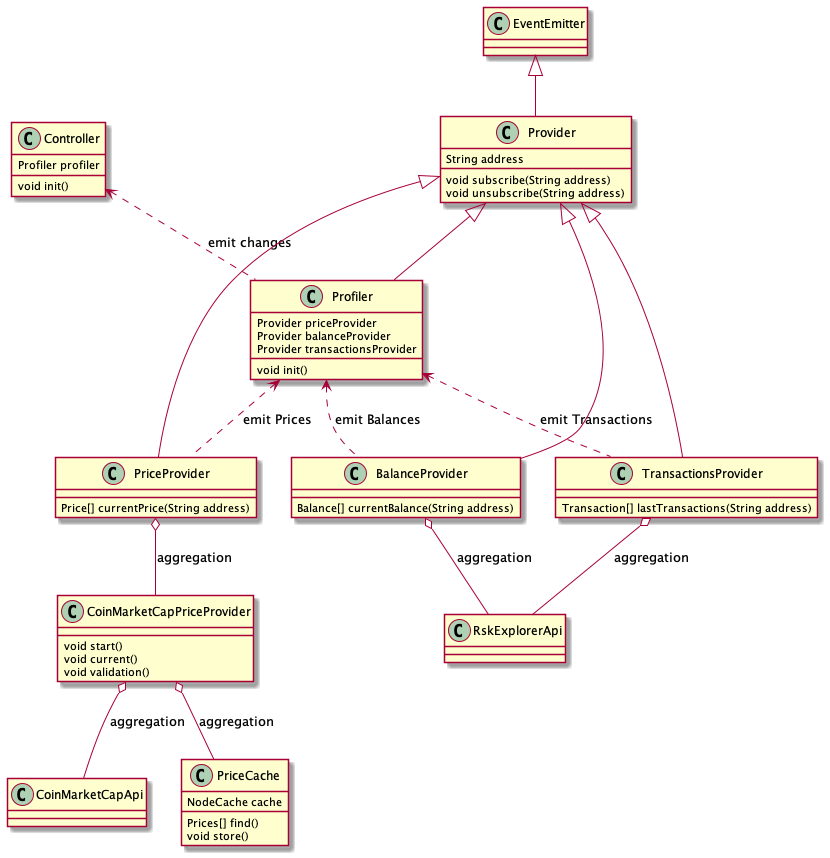 C EventEmitter
C Provider
String address
void subscribe(String address)
void unsubscribe(String address)
C Controller
Profiler profiler
void init()
emit changes
C Profiler
Provider priceProvider
Provider balanceProvider
Provider transactionsProvider
void init()
emit Prices
emit Balances
emit Transactions
C PriceProvider
Price[] currentPrice(String address)
C BalanceProvider
Balance[] currentBalance(String address)
C TransactionsProvider
Transaction[] lastTransactions(String address)
aggregation
aggregation
aggregation
C CoinMarketCapPriceProvider
void start()
void current()
void validation()
C RskExplorerApi
aggregation
aggregation
C CoinMarketCapApi
C PriceCache
NodeCache cache
Prices[] find()
void store()